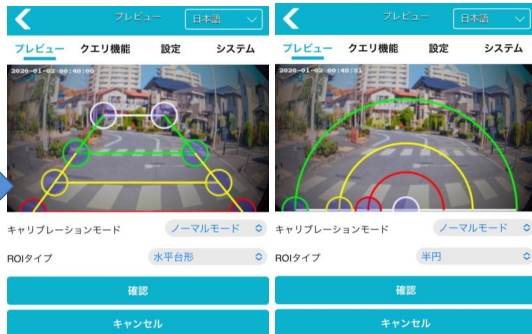 プレビュー
日本語
プレビュー
クエリ機能
設定
システム
2020-01-02 00:40:00
キャリブレーションモード
ノーマルモード
ROIタイプ
水平台形
確認
キャンセル
プレビュー
日本語
プレビュー
クエリ機能
設定
システム
2020-01-02 00:40:31
キャリブレーションモード
ノーマルモード
ROIタイプ
半円
確認
キャンセル